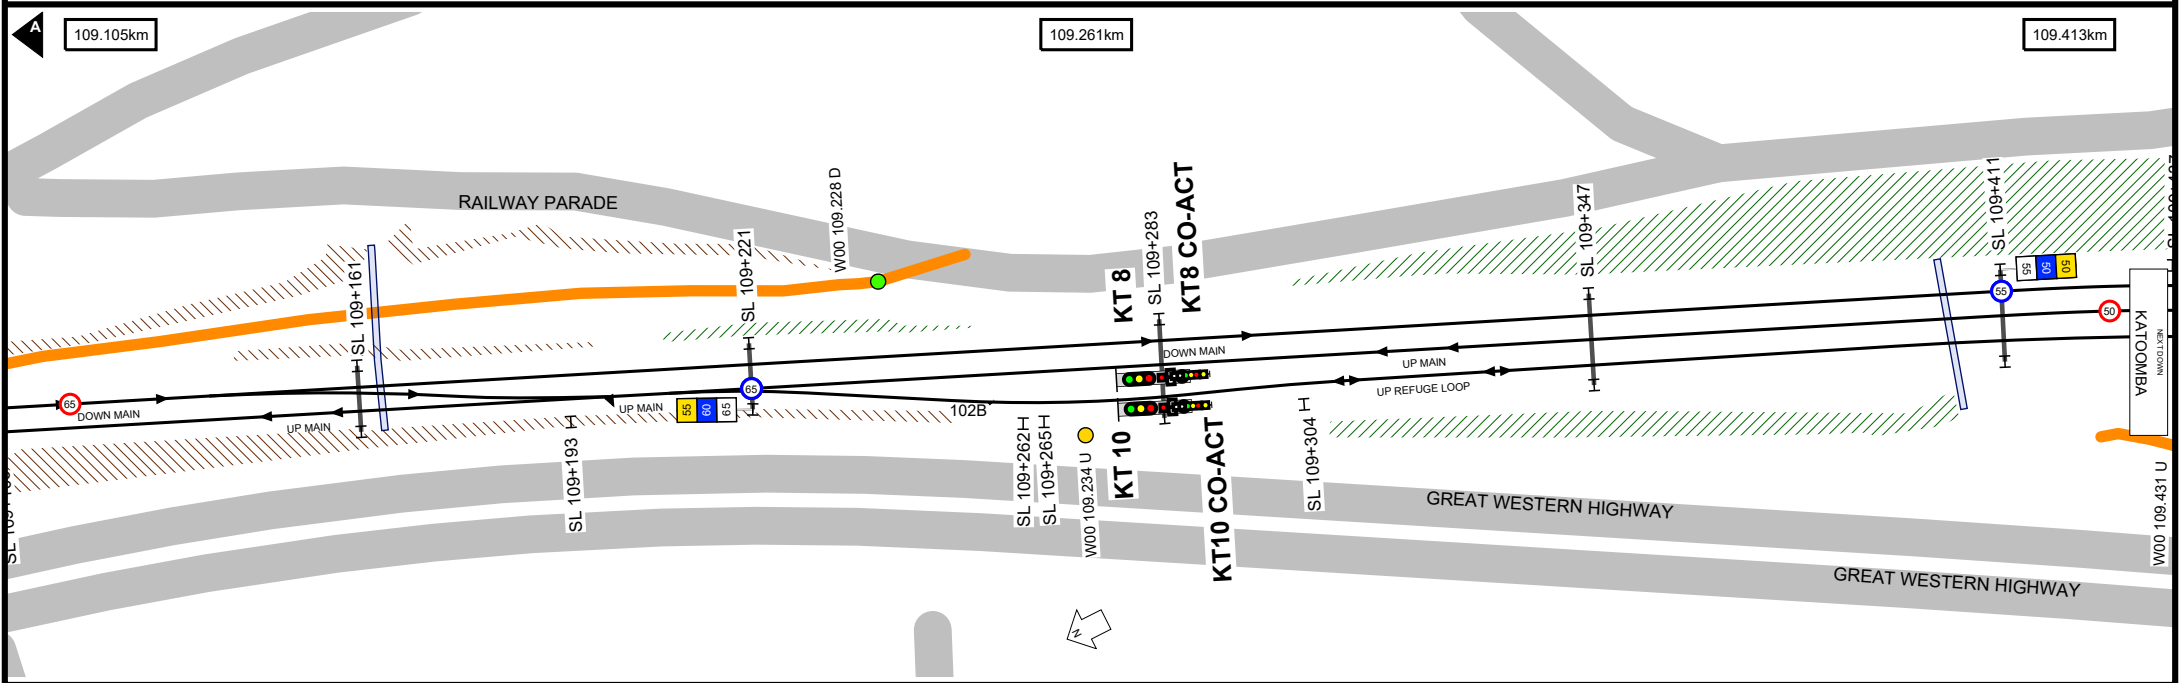 A
109.105km
109.261km
109.413km
RAILWAY PARADE
W00 109.228 D
SL 109+161
SL 109+221
KT 8
SL 109+283
KT8 CO-ACT
SL 109+347
SL 109+411
55
50
50
55
50
65
DOWN MAIN
UP MAIN
UP MAIN
55
60
65
65
102B
DOWN MAIN
UP MAIN
UP REFUGE LOOP
KATOOMBA
NEXT DOWN
SL 109+193
SL 109+262
SL 109+265
W00 109.234 U
KT 10
KT10 CO-ACT
SL 109+304
GREAT WESTERN HIGHWAY
W00 109.431 U
GREAT WESTERN HIGHWAY
N